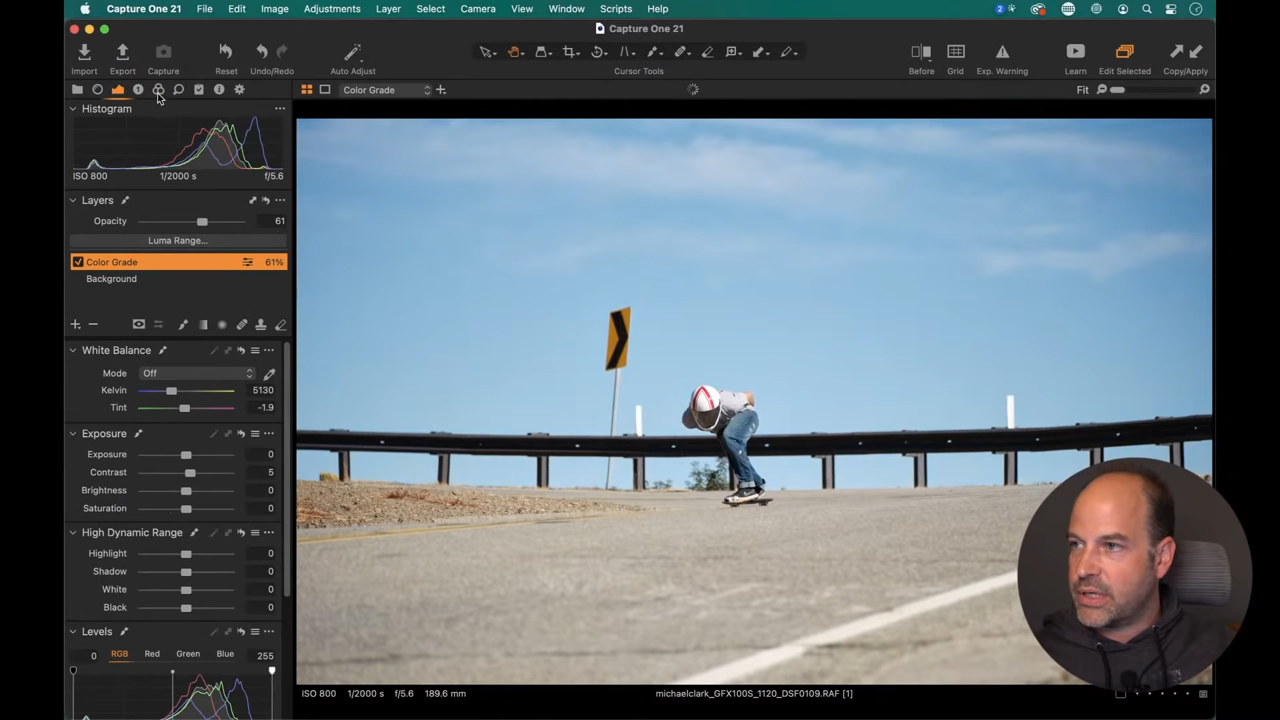 Capture One 21 File Edit Image Adjustments Layer Select Camera View Window Scripts Help 2
michaelclark_GFX100S_1120_DSF0109.RAF
Import Export Capture Reset Undo/Redo Auto Adjust Cursor Tools Before Grid Exp. Warning Learn Edit Selected Copy/Apply
Color Grade Fit
Histogram
ISO 800 1/2000 s f/5.6
Layers
Opacity 61
Luma Range...
Color Grade 61%
Background
White Balance
Mode Off
Kelvin 5130
Tint -1.9
Exposure
Exposure 0
Contrast 5
Brightness 0
Saturation 0
High Dynamic Range
Highlight 0
Shadow 0
White 0
Black 0
Levels
0 RGB Red Green Blue 255
ISO 800 1/2000 s f/5.6 189.6 mm michaelclark_GFX100S_1120_DSF0109.RAF [1]